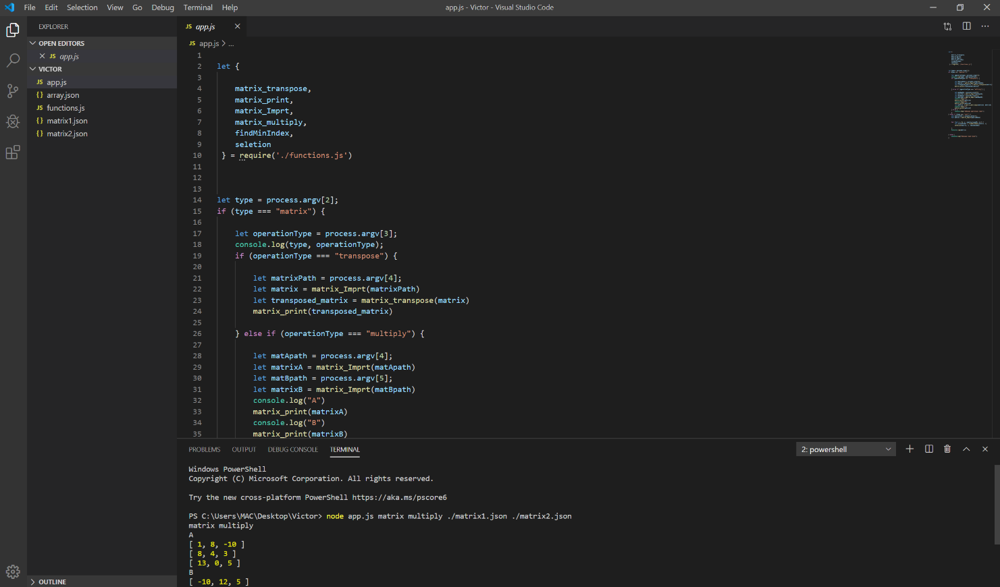 File Edit Selection View Go Debug Terminal Help
app.js - Victor - Visual Studio Code
EXPLORER
OPEN EDITORS
JS app.js
VICTOR
JS app.js
{} array.json
JS functions.js
{} matrix1.json
{} matrix2.json
OUTLINE
JS app.js
JS app.js > ...
1
2 let {
3
4 matrix_transpose,
5 matrix_print,
6 matrix_Imprt,
7 matrix_multiply,
8 findMinIndex,
9 seletion
10 } = require('./functions.js')
11
12
13
14 let type = process.argv[2];
15 if (type === "matrix") {
16
17 let operationType = process.argv[3];
18 console.log(type, operationType);
19 if (operationType === "transpose") {
20
21 let matrixPath = process.argv[4];
22 let matrix = matrix_Imprt(matrixPath)
23 let transposed_matrix = matrix_transpose(matrix)
24 matrix_print(transposed_matrix)
25
26 } else if (operationType === "multiply") {
27
28 let matApath = process.argv[4];
29 let matrixA = matrix_Imprt(matApath)
30 let matBpath = process.argv[5];
31 let matrixB = matrix_Imprt(matBpath)
32 console.log("A")
33 matrix_print(matrixA)
34 console.log("B")
35 matrix_print(matrixB)
PROBLEMS OUTPUT DEBUG CONSOLE TERMINAL
2: powershell
Windows PowerShell
Copyright (C) Microsoft Corporation. All rights reserved.
Try the new cross-platform PowerShell https://aka.ms/pscore6
PS C:\Users\MAC\Desktop\Victor> node app.js matrix multiply ./matrix1.json ./matrix2.json
matrix multiply
A
[ 1, 8, -10 ]
[ 8, 4, 3 ]
[ 13, 0, 5 ]
B
[ -10, 12, 5 ]